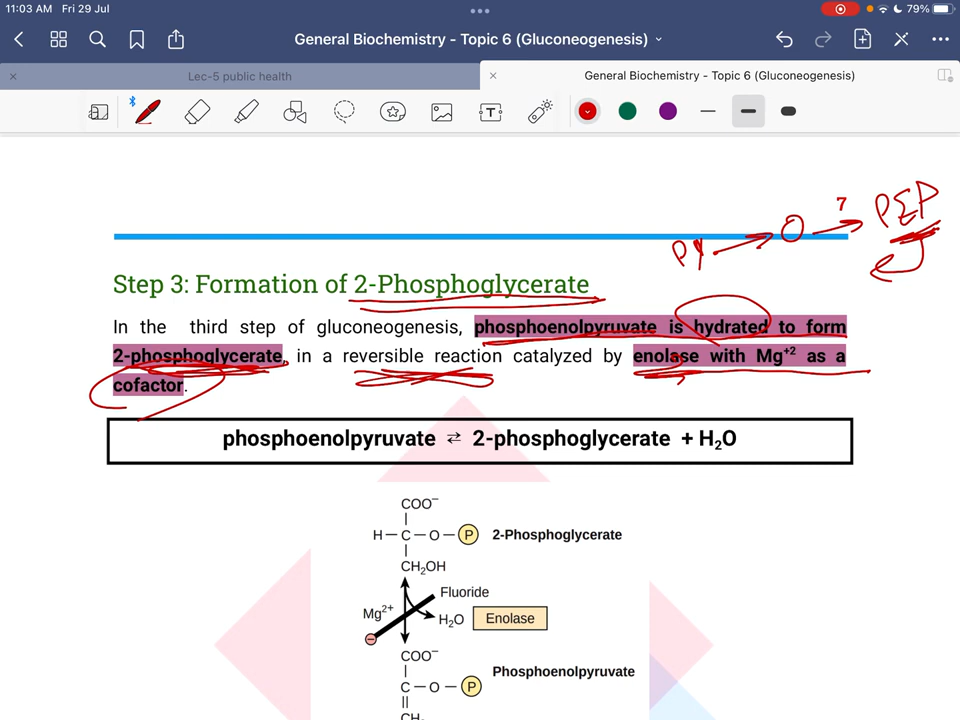 11:03 AM Fri 29 Jul
79%
General Biochemistry - Topic 6 (Gluconeogenesis)
Lec-5 public health
General Biochemistry - Topic 6 (Gluconeogenesis)
T
PY → O 7→ PEP
Step 3: Formation of 2-Phosphoglycerate
In the third step of gluconeogenesis, phosphoenolpyruvate is hydrated to form
2-phosphoglycerate, in a reversible reaction catalyzed by enolase with Mg⁺² as a
cofactor.
phosphoenolpyruvate ⇄ 2-phosphoglycerate + H₂O
COO⁻
H–C–O–P 2-Phosphoglycerate
CH₂OH
Fluoride
Mg²⁺
H₂O Enolase
COO⁻
Phosphoenolpyruvate
C–O–P